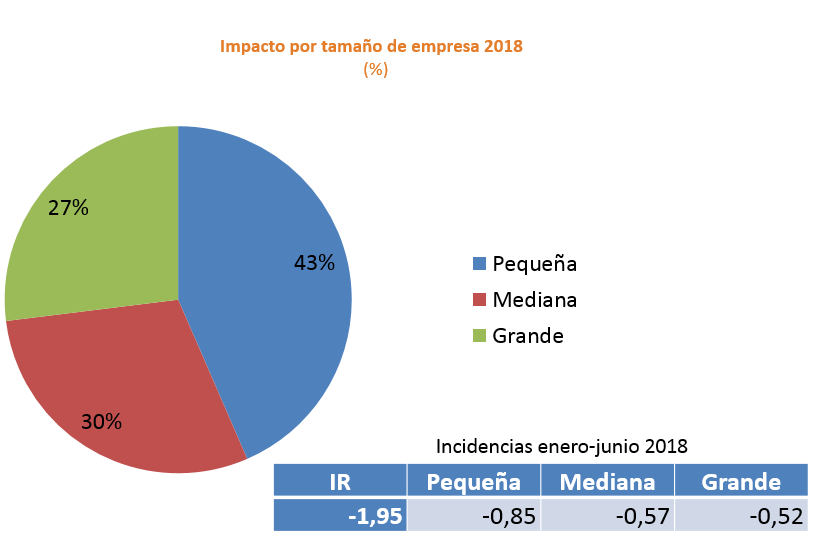 Impacto por tamaño de empresa 2018
(%)
27%
43%
30%
Pequeña
Mediana
Grande
Incidencias enero-junio 2018
IR Pequeña Mediana Grande
-1,95 -0,85 -0,57 -0,52